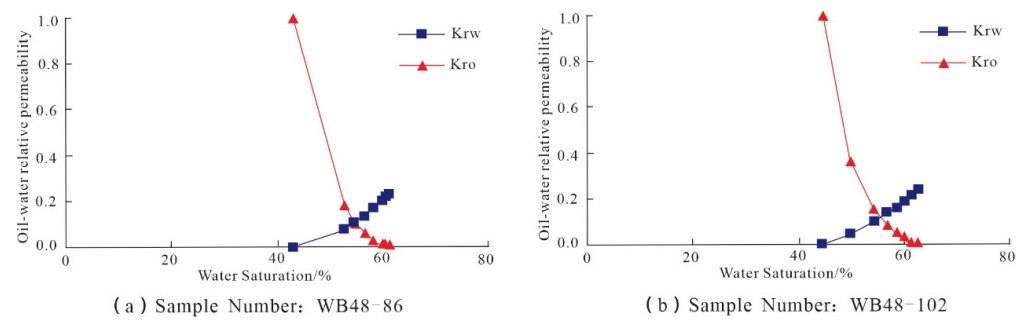 Oil-water relative permeability
1.0
0.8
0.6
0.4
0.2
0.0
0
20
40
60
80
Krw
Kro
Water Saturation/%
(a) Sample Number: WB48-86
Oil-water relative permeability
1.0
0.8
0.6
0.4
0.2
0.0
0
20
40
60
80
Krw
Kro
Water Saturation/%
(b) Sample Number: WB48-102